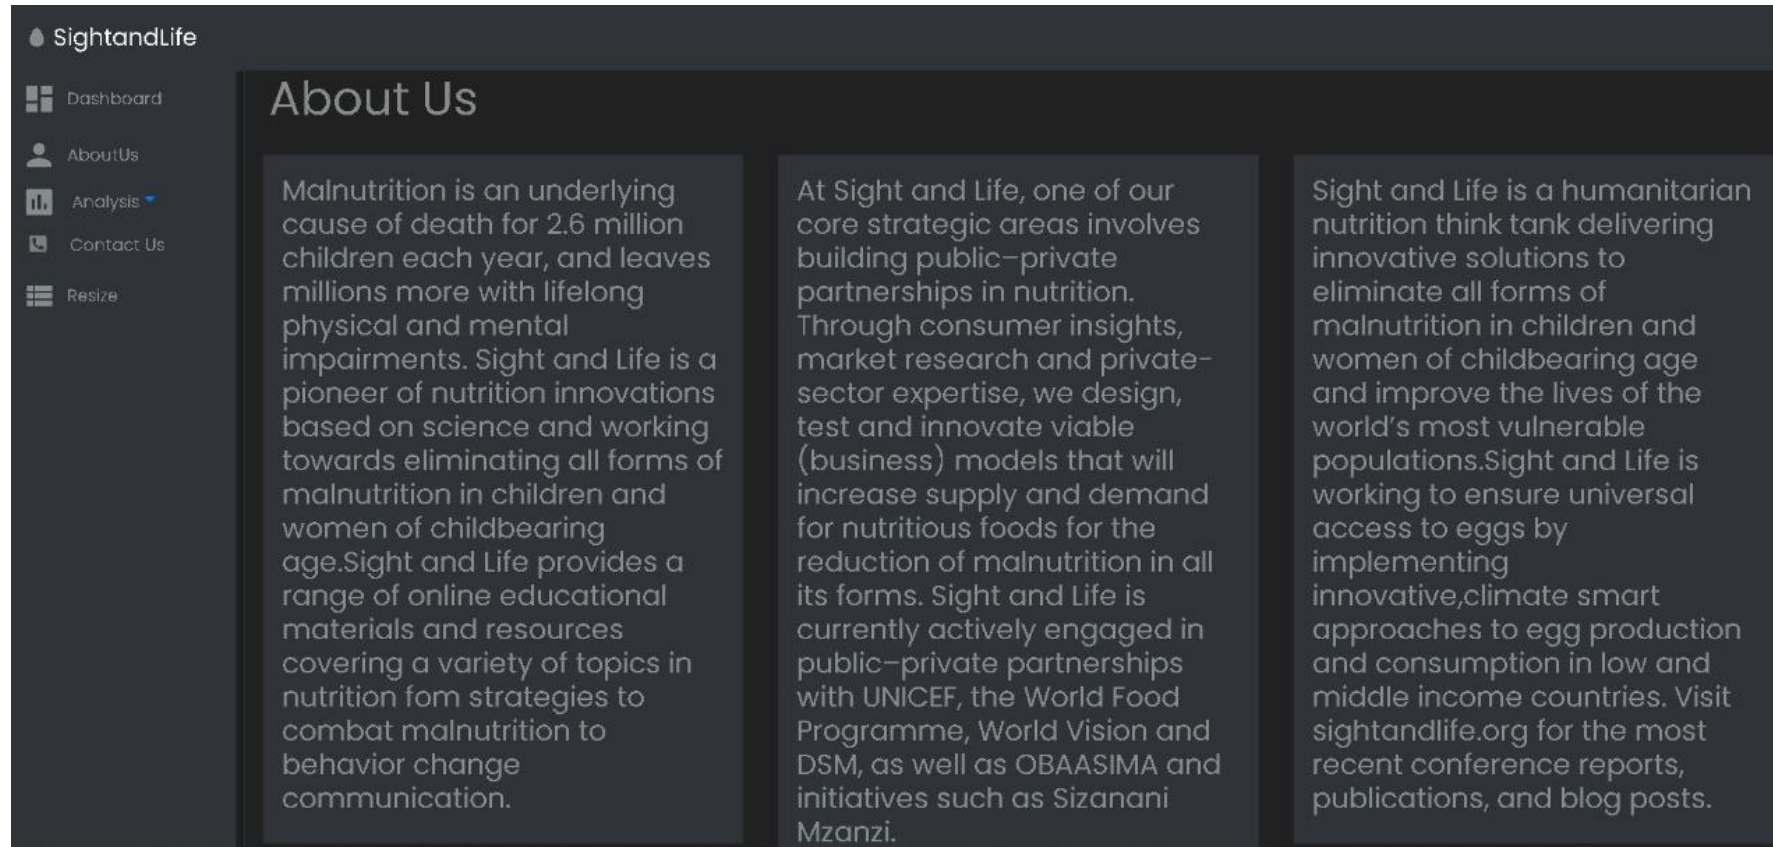 SightandLife
Dashboard
AboutUs
Analysis
Contact Us
Resize
About Us
Malnutrition is an underlying
cause of death for 2.6 million
children each year, and leaves
millions more with lifelong
physical and mental
impairments. Sight and Life is a
pioneer of nutrition innovations
based on science and working
towards eliminating all forms of
malnutrition in children and
women of childbearing
age.Sight and Life provides a
range of online educational
materials and resources
covering a variety of topics in
nutrition fom strategies to
combat malnutrition to
behavior change
communication.
At Sight and Life, one of our
core strategic areas involves
building public–private
partnerships in nutrition.
Through consumer insights,
market research and private-
sector expertise, we design,
test and innovate viable
(business) models that will
increase supply and demand
for nutritious foods for the
reduction of malnutrition in all
its forms. Sight and Life is
currently actively engaged in
public–private partnerships
with UNICEF, the World Food
Programme, World Vision and
DSM, as well as OBAASIMA and
initiatives such as Sizanani
Mzanzi.
Sight and Life is a humanitarian
nutrition think tank delivering
innovative solutions to
eliminate all forms of
malnutrition in children and
women of childbearing age
and improve the lives of the
world’s most vulnerable
populations.Sight and Life is
working to ensure universal
access to eggs by
implementing
innovative,climate smart
approaches to egg production
and consumption in low and
middle income countries. Visit
sightandlife.org for the most
recent conference reports,
publications, and blog posts.